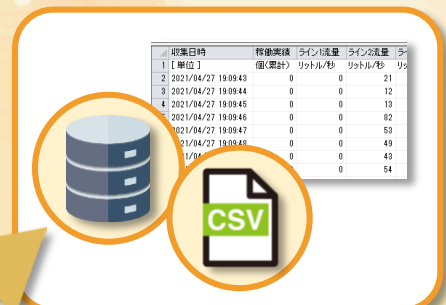 収集日時 稼働実績 ライン1流量 ライン2流量
1 [ 単位 ] 個(累計) リットル/秒 リットル/秒
2 2021/04/27 19:09:43 0 0 21
3 2021/04/27 19:09:44 0 0 12
4 2021/04/27 19:09:45 0 0 13
2021/04/27 19:09:46 0 0 82
2021/04/27 19:09:47 0 0 53
2021/04/27 19:09:48 0 0 49
0 0 43
0 54
CSV